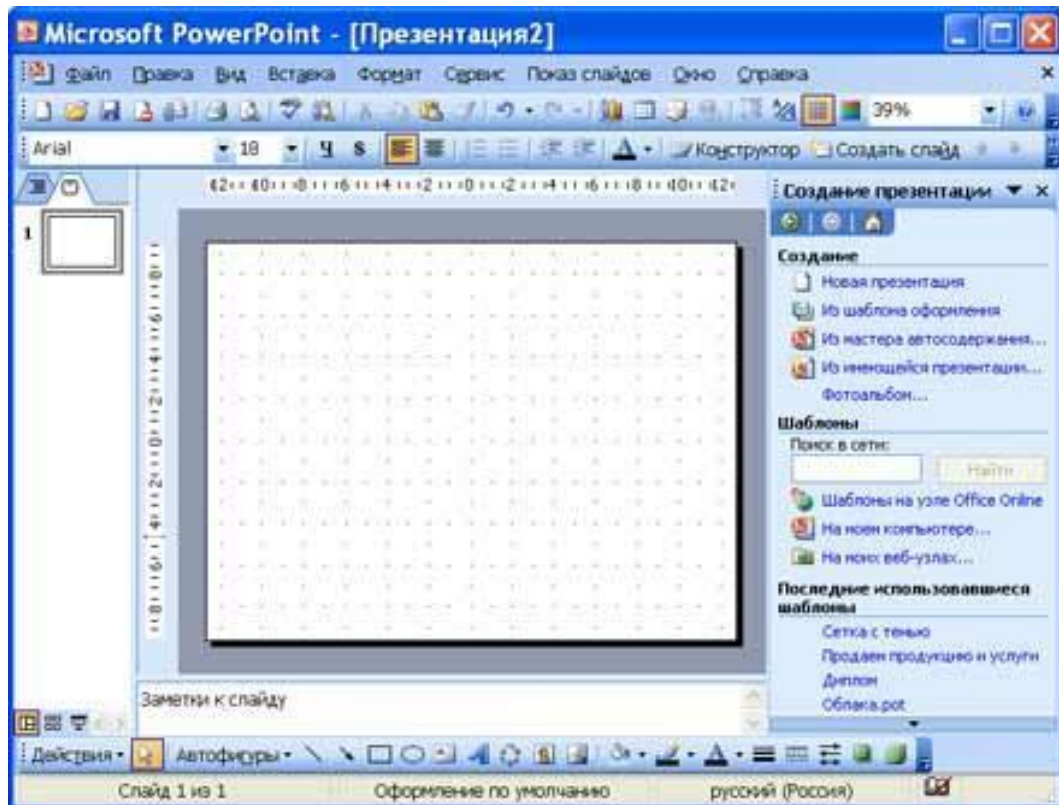 Microsoft PowerPoint - [Презентация2]
Файл Правка Вид Вставка Формат Сервис Показ слайдов Окно Справка
39%
Arial 18 Ч Конструктор Создать слайд
Создание презентации
1
Создание
Новая презентация
Из шаблона оформления
Из мастера автосодержания...
Из имеющейся презентации...
Фотоальбом...
Шаблоны
Поиск в сети:
Найти
Шаблоны на узле Office Online
На моем компьютере...
На моих веб-узлах...
Последние использовавшиеся
шаблоны
Сетка с тенью
Продаем продукцию и услуги
Диплом
Облака.pot
Заметки к слайду
Действия Автофигуры
Слайд 1 из 1 Оформление по умолчанию русский (Россия)